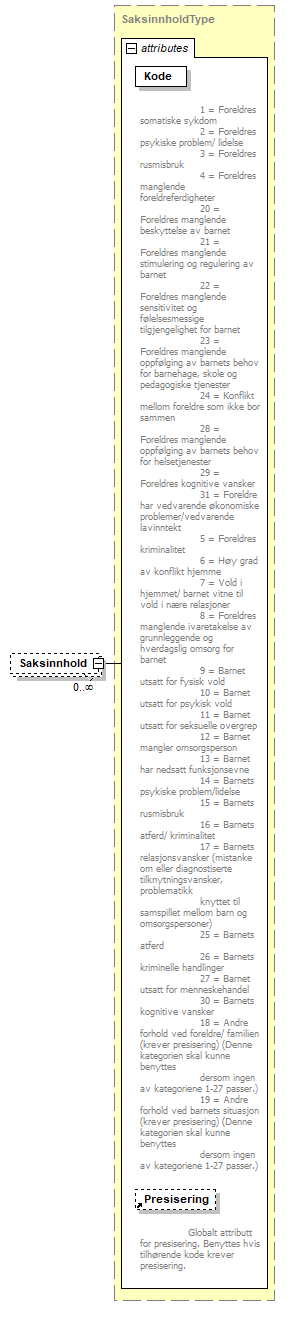 SaksinnholdType
attributes
Kode
1 = Foreldres
somatiske sykdom
2 = Foreldres
psykiske problem/ lidelse
3 = Foreldres
rusmisbruk
4 = Foreldres
manglende
foreldreferdigheter
20 =
Foreldres manglende
beskyttelse av barnet
21 =
Foreldres manglende
stimulering og regulering av
barnet
22 =
Foreldres manglende
sensitivitet og
følelsesmessige
tilgjengelighet for barnet
23 =
Foreldres manglende
oppfølging av barnets behov
for barnehage, skole og
pedagogiske tjenester
24 = Konflikt
mellom foreldre som ikke bor
sammen
28 =
Foreldres manglende
oppfølging av barnets behov
for helsetjenester
29 =
Foreldres kognitive vansker
31 = Foreldre
har vedvarende økonomiske
problemer/vedvarende
lavinntekt
5 = Foreldres
kriminalitet
6 = Høy grad
av konflikt hjemme
7 = Vold i
hjemmet/ barnet vitne til
vold i nære relasjoner
8 = Foreldres
manglende ivaretakelse av
grunnleggende og
hverdagslig omsorg for
barnet
Saksinnhold
0..∞
9 = Barnet
utsatt for fysisk vold
10 = Barnet
utsatt for psykisk vold
11 = Barnet
utsatt for seksuelle overgrep
12 = Barnet
mangler omsorgsperson
13 = Barnet
har nedsatt funksjonsevne
14 = Barnets
psykiske problem/lidelse
15 = Barnets
rusmisbruk
16 = Barnets
atferd/ kriminalitet
17 = Barnets
relasjonsvansker (mistanke
om eller diagnostiserte
tilknytningsvansker,
problematikk
knyttet til
samspillet mellom barn og
omsorgspersoner)
25 = Barnets
atferd
26 = Barnets
kriminelle handlinger
27 = Barnet
utsatt for menneskehandel
30 = Barnets
kognitive vansker
18 = Andre
forhold ved foreldre/ familien
(krever presisering) (Denne
kategorien skal kunne
benyttes
dersom ingen
av kategoriene 1-27 passer.)
19 = Andre
forhold ved barnets situasjon
(krever presisering) (Denne
kategorien skal kunne
benyttes
dersom ingen
av kategoriene 1-27 passer.)
Presisering
Globalt attributt
for presisering. Benyttes hvis
tilhørende kode krever
presisering.